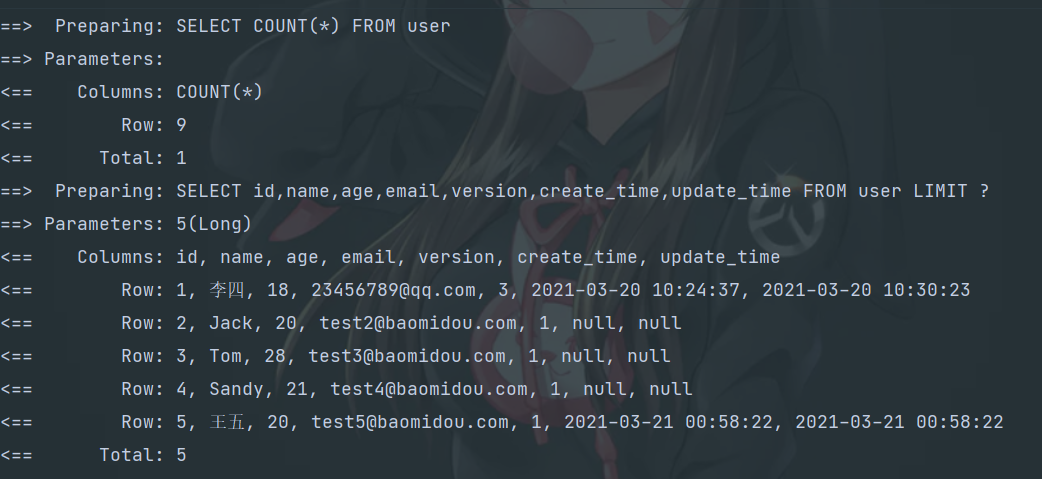 ==>  Preparing: SELECT COUNT(*) FROM user
==> Parameters:
<==    Columns: COUNT(*)
<==        Row: 9
<==      Total: 1
==>  Preparing: SELECT id,name,age,email,version,create_time,update_time FROM user LIMIT ?
==> Parameters: 5(Long)
<==    Columns: id, name, age, email, version, create_time, update_time
<==        Row: 1, 李四, 18, 23456789@qq.com, 3, 2021-03-20 10:24:37, 2021-03-20 10:30:23
<==        Row: 2, Jack, 20, test2@baomidou.com, 1, null, null
<==        Row: 3, Tom, 28, test3@baomidou.com, 1, null, null
<==        Row: 4, Sandy, 21, test4@baomidou.com, 1, null, null
<==        Row: 5, 王五, 20, test5@baomidou.com, 1, 2021-03-21 00:58:22, 2021-03-21 00:58:22
<==      Total: 5